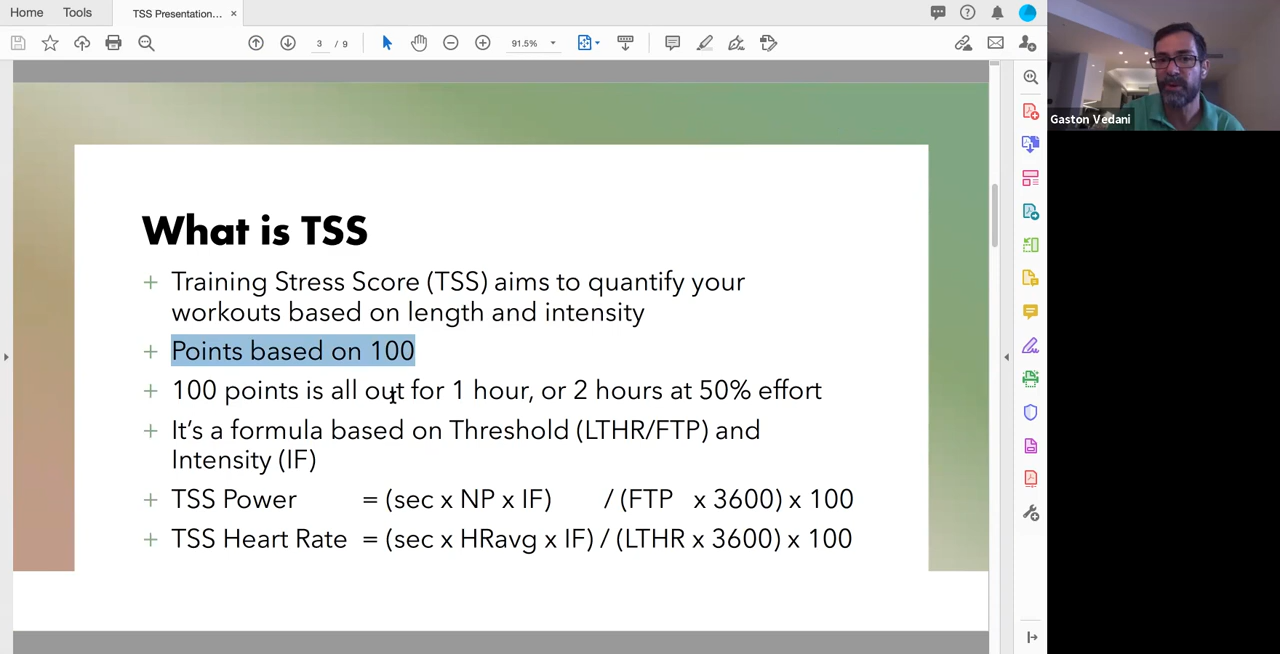 Home Tools TSS Presentation... ×
3 / 9 91.5%
Gaston Vedani
What is TSS
+ Training Stress Score (TSS) aims to quantify your
workouts based on length and intensity
+ Points based on 100
+ 100 points is all out for 1 hour, or 2 hours at 50% effort
+ It's a formula based on Threshold (LTHR/FTP) and
Intensity (IF)
+ TSS Power = (sec x NP x IF) / (FTP x 3600) x 100
+ TSS Heart Rate = (sec x HRavg x IF) / (LTHR x 3600) x 100